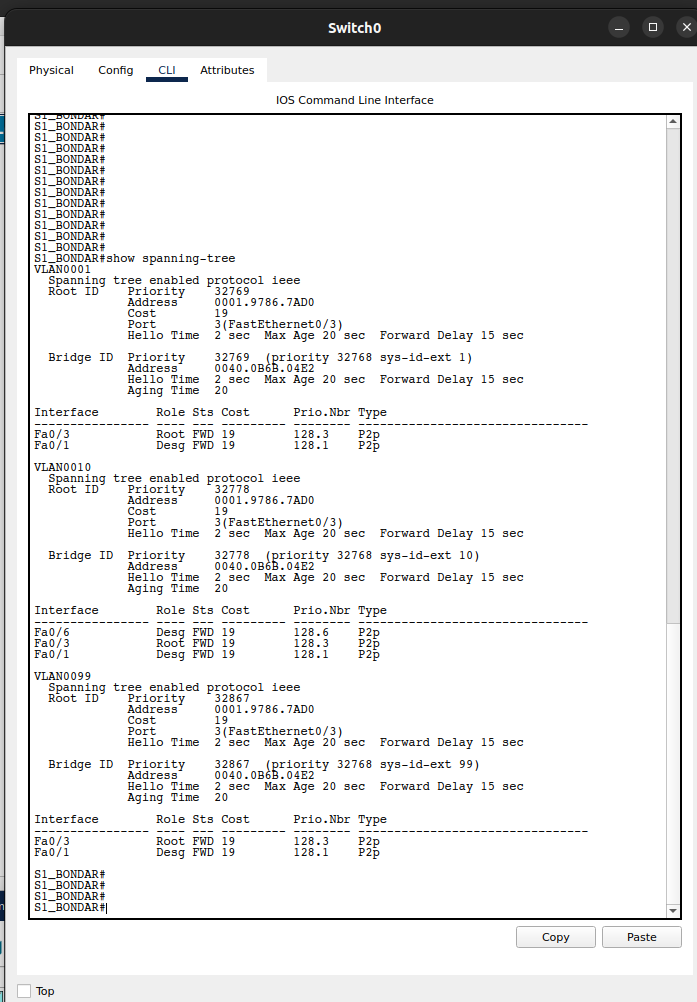 Switch0
Physical Config CLI Attributes
IOS Command Line Interface
S1_BONDAR#
S1_BONDAR#
S1_BONDAR#
S1_BONDAR#
S1_BONDAR#
S1_BONDAR#
S1_BONDAR#
S1_BONDAR#
S1_BONDAR#
S1_BONDAR#
S1_BONDAR#
S1_BONDAR#
S1_BONDAR#
S1_BONDAR#show spanning-tree
VLAN0001
  Spanning tree enabled protocol ieee
  Root ID    Priority    32769
             Address     0001.9786.7AD0
             Cost        19
             Port        3(FastEthernet0/3)
             Hello Time  2 sec  Max Age 20 sec  Forward Delay 15 sec
  Bridge ID  Priority    32769  (priority 32768 sys-id-ext 1)
             Address     0040.0B6B.04E2
             Hello Time  2 sec  Max Age 20 sec  Forward Delay 15 sec
             Aging Time  20
Interface        Role Sts Cost      Prio.Nbr Type
---------------- ---- --- --------- -------- --------------------------------
Fa0/3            Root FWD 19        128.3    P2p
Fa0/1            Desg FWD 19        128.1    P2p
VLAN0010
  Spanning tree enabled protocol ieee
  Root ID    Priority    32778
             Address     0001.9786.7AD0
             Cost        19
             Port        3(FastEthernet0/3)
             Hello Time  2 sec  Max Age 20 sec  Forward Delay 15 sec
  Bridge ID  Priority    32778  (priority 32768 sys-id-ext 10)
             Address     0040.0B6B.04E2
             Hello Time  2 sec  Max Age 20 sec  Forward Delay 15 sec
             Aging Time  20
Interface        Role Sts Cost      Prio.Nbr Type
---------------- ---- --- --------- -------- --------------------------------
Fa0/6            Desg FWD 19        128.6    P2p
Fa0/3            Root FWD 19        128.3    P2p
Fa0/1            Desg FWD 19        128.1    P2p
VLAN0099
  Spanning tree enabled protocol ieee
  Root ID    Priority    32867
             Address     0001.9786.7AD0
             Cost        19
             Port        3(FastEthernet0/3)
             Hello Time  2 sec  Max Age 20 sec  Forward Delay 15 sec
  Bridge ID  Priority    32867  (priority 32768 sys-id-ext 99)
             Address     0040.0B6B.04E2
             Hello Time  2 sec  Max Age 20 sec  Forward Delay 15 sec
             Aging Time  20
Interface        Role Sts Cost      Prio.Nbr Type
---------------- ---- --- --------- -------- --------------------------------
Fa0/3            Root FWD 19        128.3    P2p
Fa0/1            Desg FWD 19        128.1    P2p
S1_BONDAR#
S1_BONDAR#
S1_BONDAR#
S1_BONDAR#
Copy Paste
Top